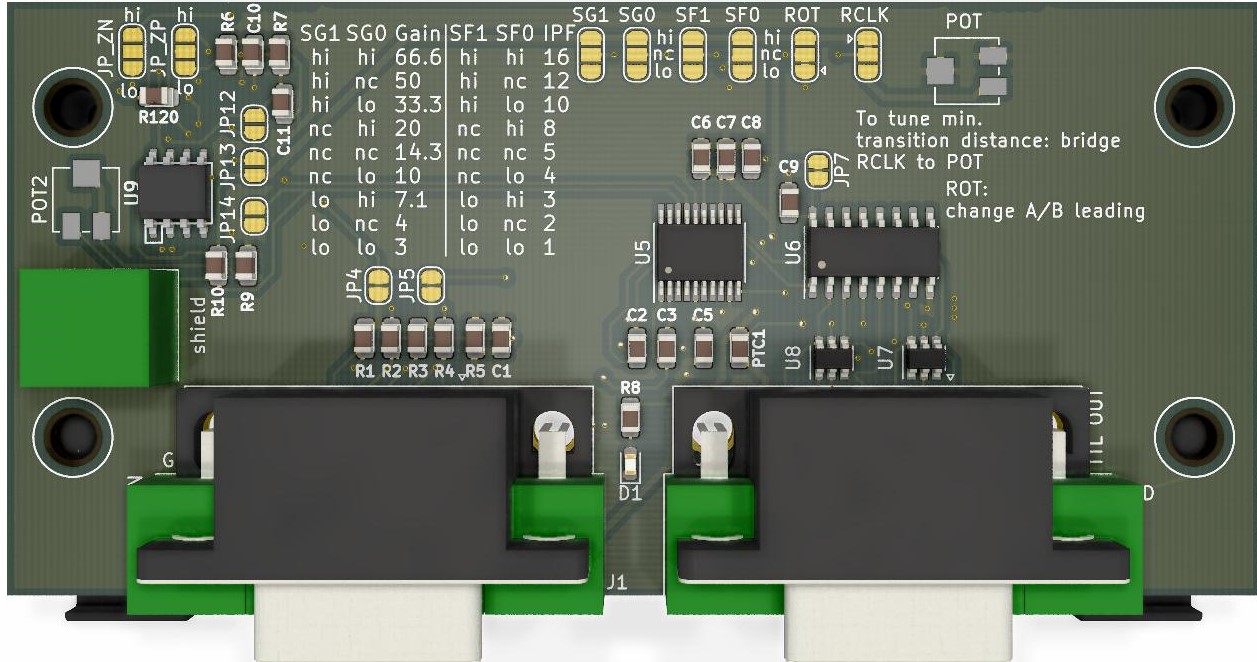 hi hi
JP_ZN JP_ZP
lo lo
R6 C10 R7
R120
C11
JP12
JP13
JP14
POT2
U9
R10 R9
shield
SG1 SG0 Gain SF1 SF0 IPF
hi hi 66.6 hi hi 16
hi nc 50 hi nc 12
hi lo 33.3 hi lo 10
nc hi 20 nc hi 8
nc nc 14.3 nc nc 5
nc lo 10 nc lo 4
lo hi 7.1 lo hi 3
lo nc 4 lo nc 2
lo lo 3 lo lo 1
SG1 SG0 SF1 SF0 ROT RCLK
hi hi
nc nc
lo lo
POT
To tune min.
transition distance: bridge
RCLK to POT
ROT:
change A/B leading
C6 C7 C8
C9
JP7
U5
U6
JP4 JP5
R1 R2 R3 R4 R5 C1
C2 C3 C5
PTC1
U8 U7
R8
D1
G
J1
OUT
D